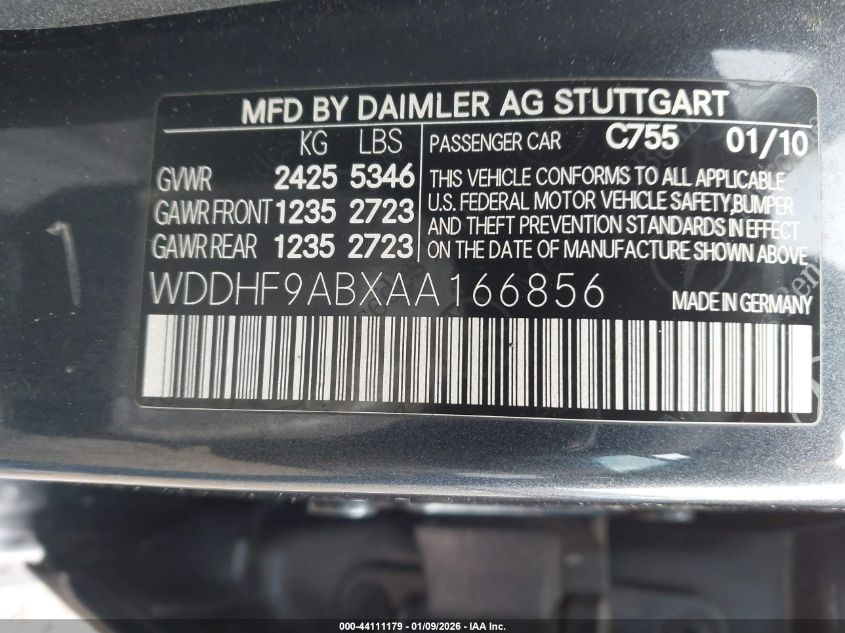 MFD BY DAIMLER AG STUTTGART
KG LBS
GVWR 2425 5346
GAWR FRONT 1235 2723
GAWR REAR 1235 2723
PASSENGER CAR C755 01/10
THIS VEHICLE CONFORMS TO ALL APPLICABLE
U.S. FEDERAL MOTOR VEHICLE SAFETY,BUMPER
AND THEFT PREVENTION STANDARDS IN EFFECT
ON THE DATE OF MANUFACTURE SHOWN ABOVE
WDDHF9ABXAA166856 MADE IN GERMANY
000-44111179 - 01/09/2026 - IAA Inc.